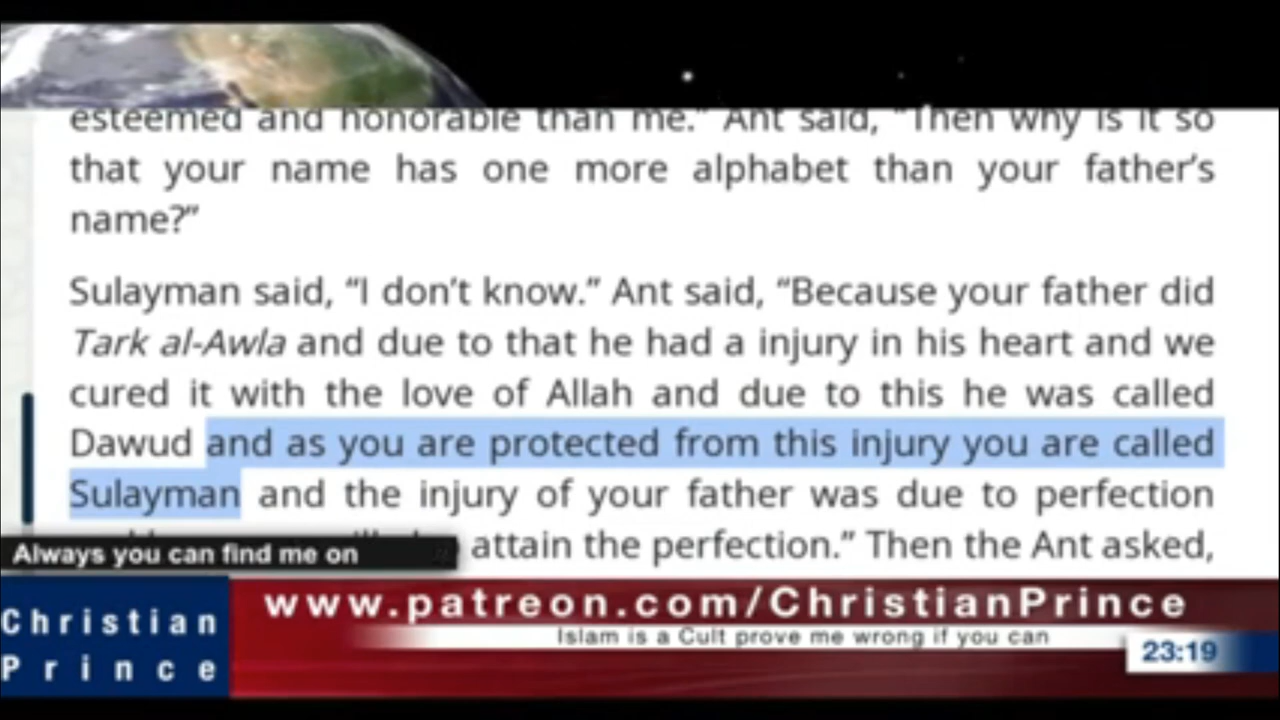 esteemed and honorable than me.” Ant said, “Then why is it so
that your name has one more alphabet than your father’s
name?”
Sulayman said, “I don’t know.” Ant said, “Because your father did
Tark al-Awla and due to that he had a injury in his heart and we
cured it with the love of Allah and due to this he was called
Dawud and as you are protected from this injury you are called
Sulayman and the injury of your father was due to perfection
attain the perfection.” Then the Ant asked,
Always you can find me on
www.patreon.com/ChristianPrince
Islam is a Cult prove me wrong if you can
Christian
Prince
23:19